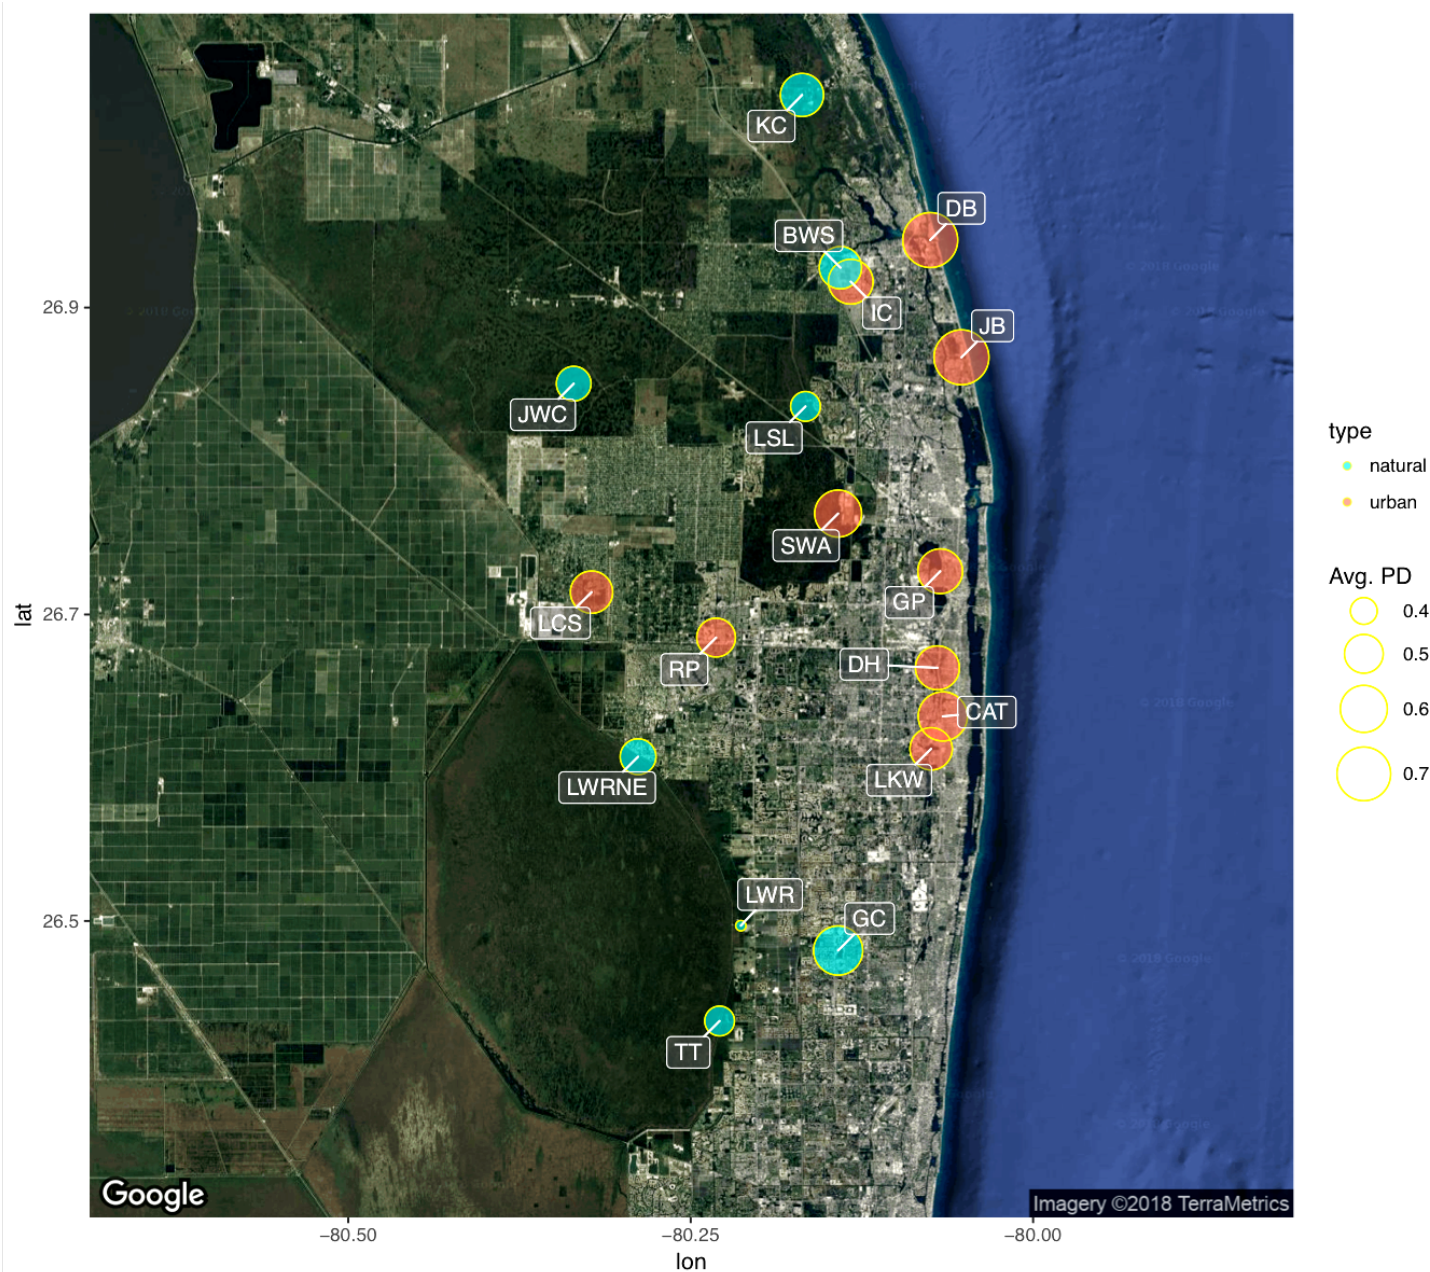 KC
DB
BWS
IC
JB
26.9
JWC
LSL
type
natural
urban
SWA
Avg. PD
GP
0.4
LCS
26.7
lat
0.5
RP
DH
CAT
0.6
LKW
LWRNE
0.7
LWR
GC
26.5
TT
Google
Imagery ©2018 TerraMetrics
−80.50
−80.25
−80.00
lon